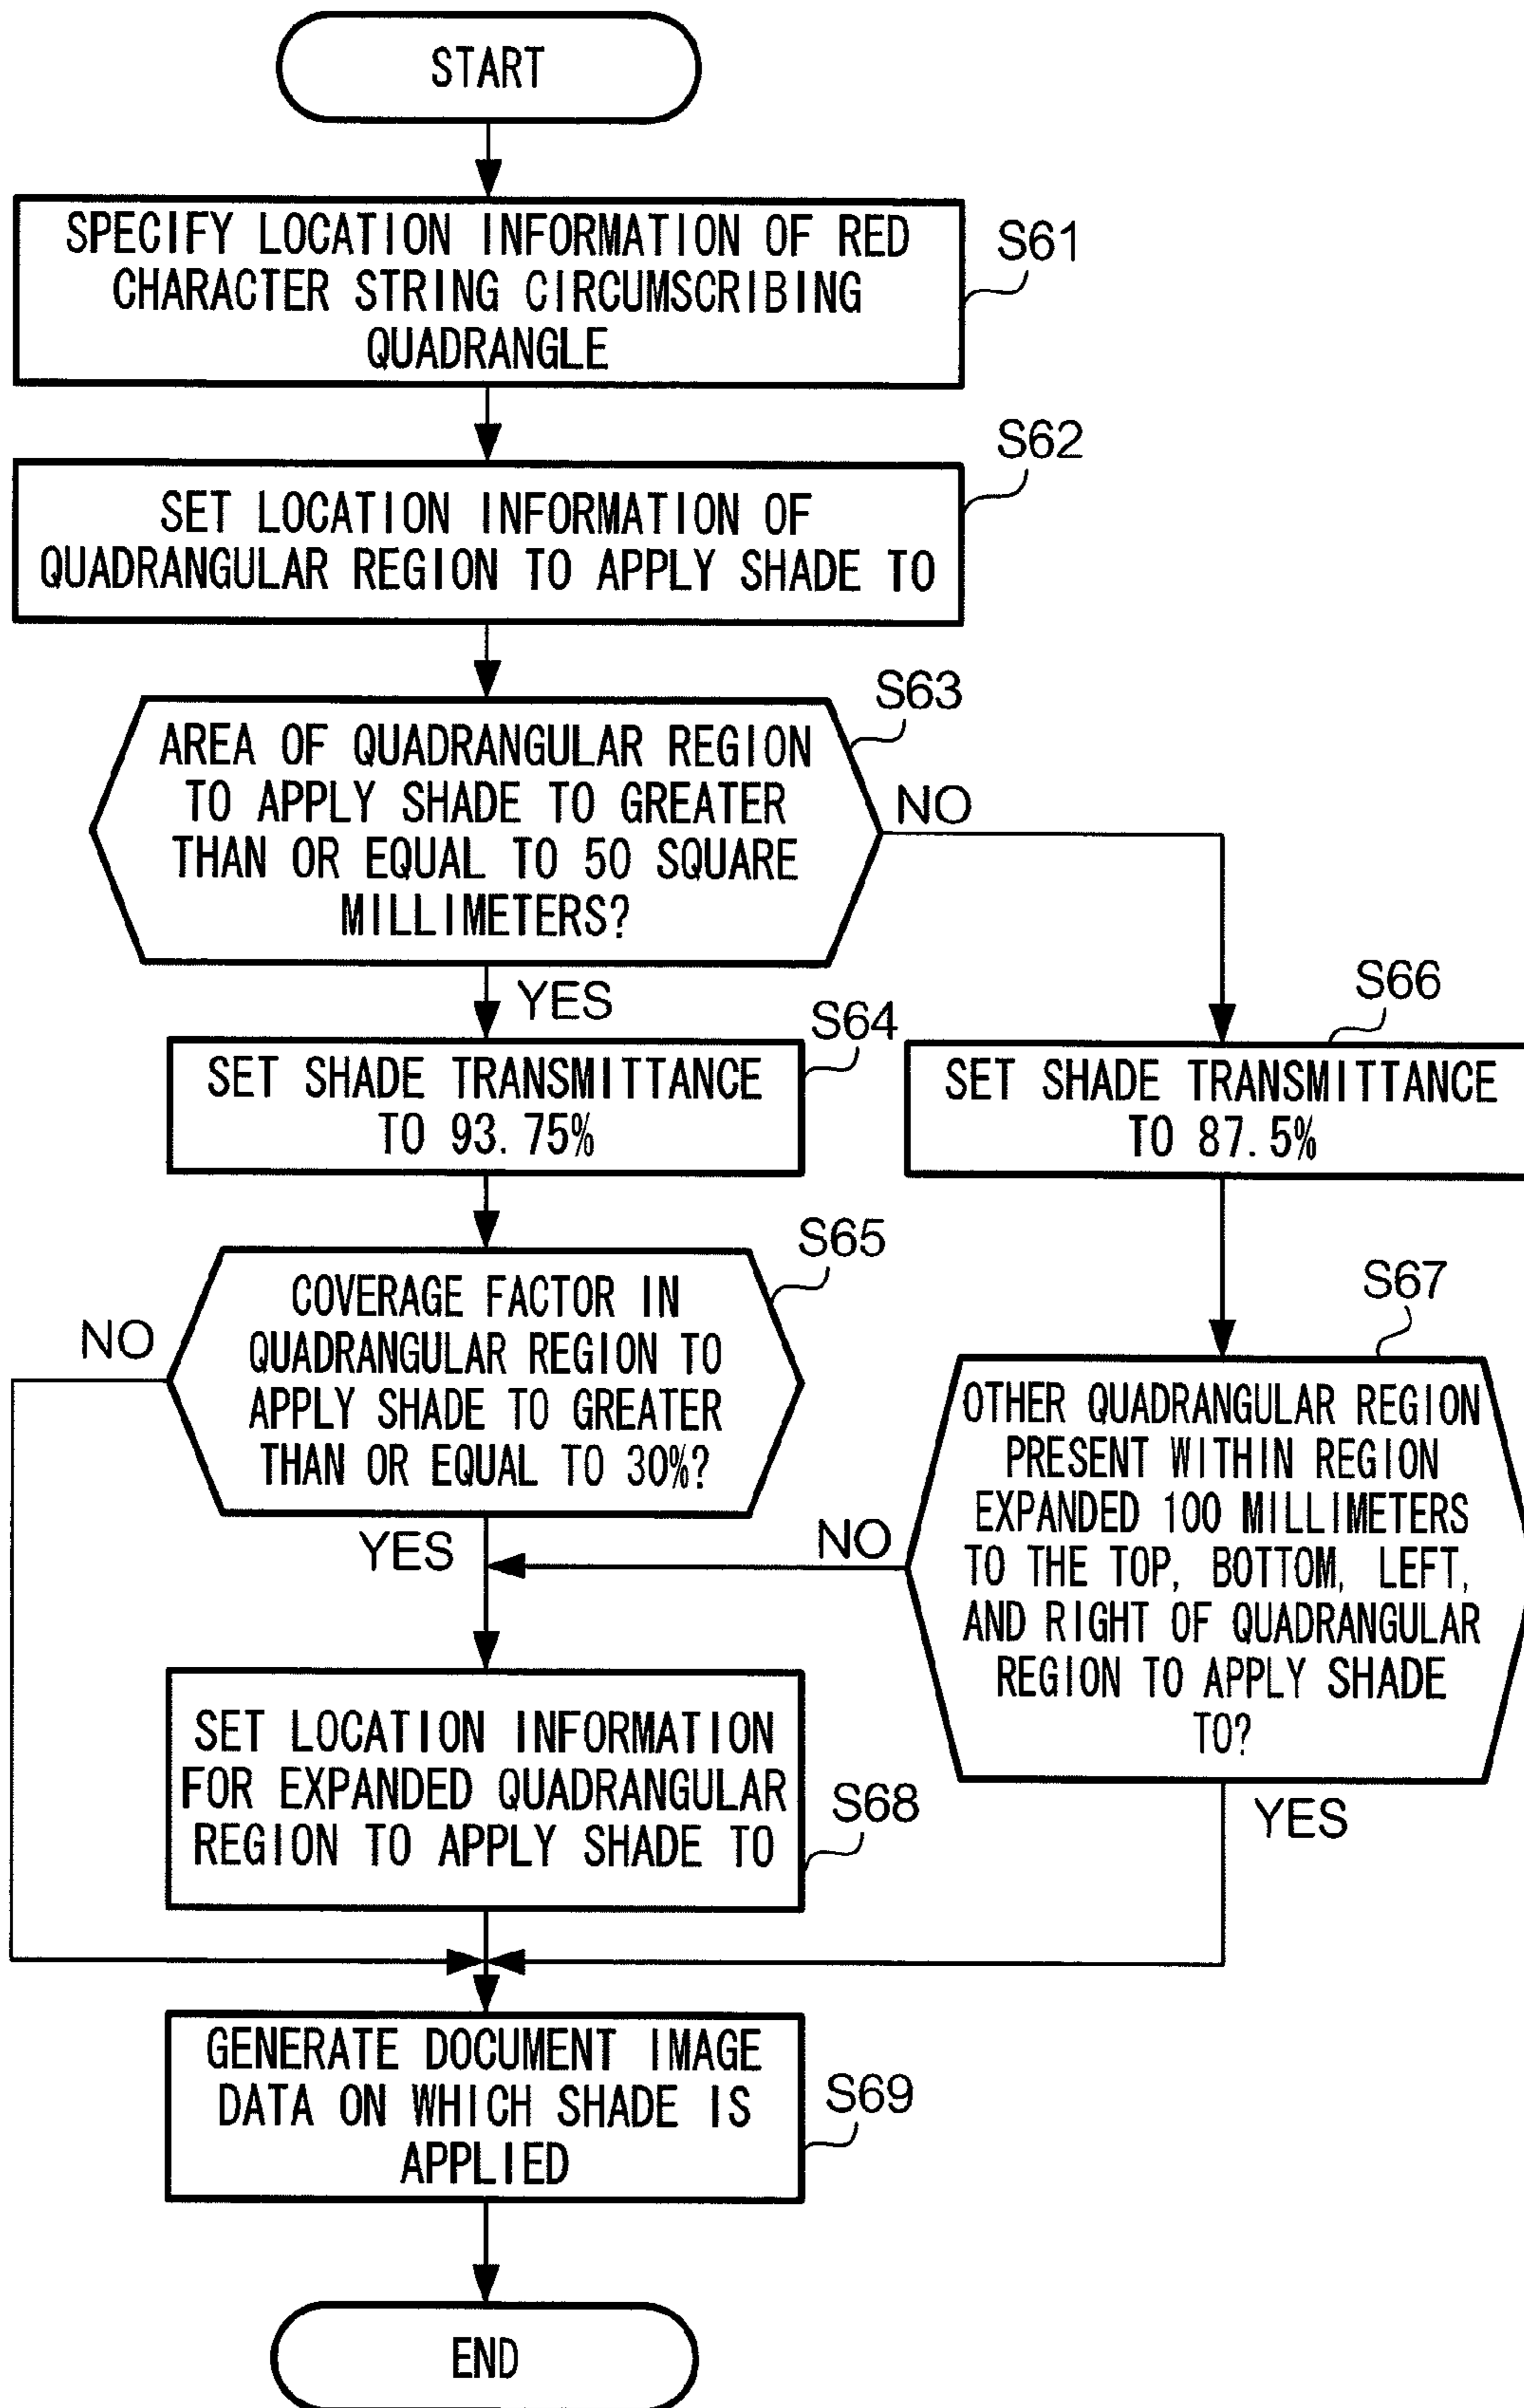 START
SPECIFY LOCATION INFORMATION OF RED
CHARACTER STRING CIRCUMSCRIBING
QUADRANGLE
S61
SET LOCATION INFORMATION OF
QUADRANGULAR REGION TO APPLY SHADE TO
S62
AREA OF QUADRANGULAR REGION
TO APPLY SHADE TO GREATER
THAN OR EQUAL TO 50 SQUARE
MILLIMETERS?
S63
NO
YES
SET SHADE TRANSMITTANCE
TO 93.75%
S64
SET SHADE TRANSMITTANCE
TO 87.5%
S66
COVERAGE FACTOR IN
QUADRANGULAR REGION TO
APPLY SHADE TO GREATER
THAN OR EQUAL TO 30%?
S65
NO
YES
OTHER QUADRANGULAR REGION
PRESENT WITHIN REGION
EXPANDED 100 MILLIMETERS
TO THE TOP, BOTTOM, LEFT,
AND RIGHT OF QUADRANGULAR
REGION TO APPLY SHADE
TO?
S67
NO
YES
SET LOCATION INFORMATION
FOR EXPANDED QUADRANGULAR
REGION TO APPLY SHADE TO
S68
GENERATE DOCUMENT IMAGE
DATA ON WHICH SHADE IS
APPLIED
S69
END